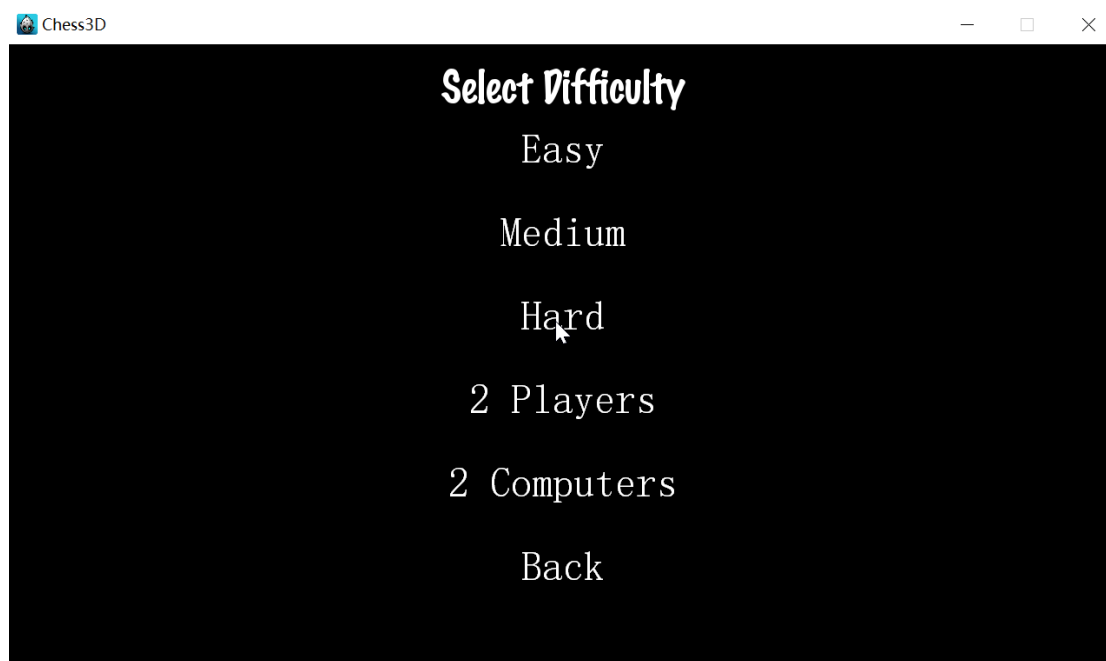 Chess3D
Select Difficulty
Easy
Medium
Hard
2 Players
2 Computers
Back